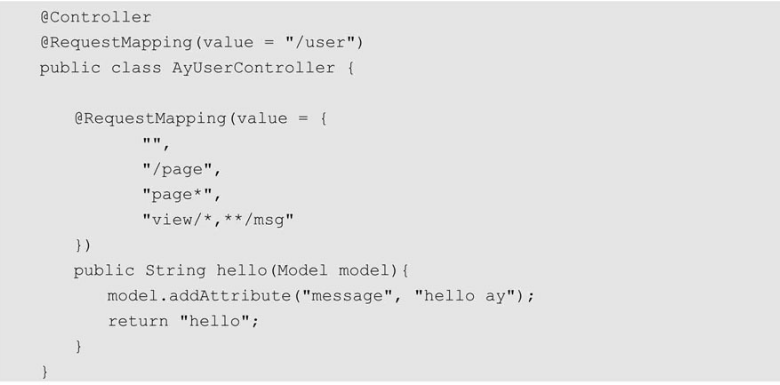 @Controller
@RequestMapping(value = "/user")
public class AyUserController {
@RequestMapping(value = {
"",
"/page",
"page*",
"view/*,**/msg"
})
public String hello(Model model){
model.addAttribute("message", "hello ay");
return "hello";
}
}